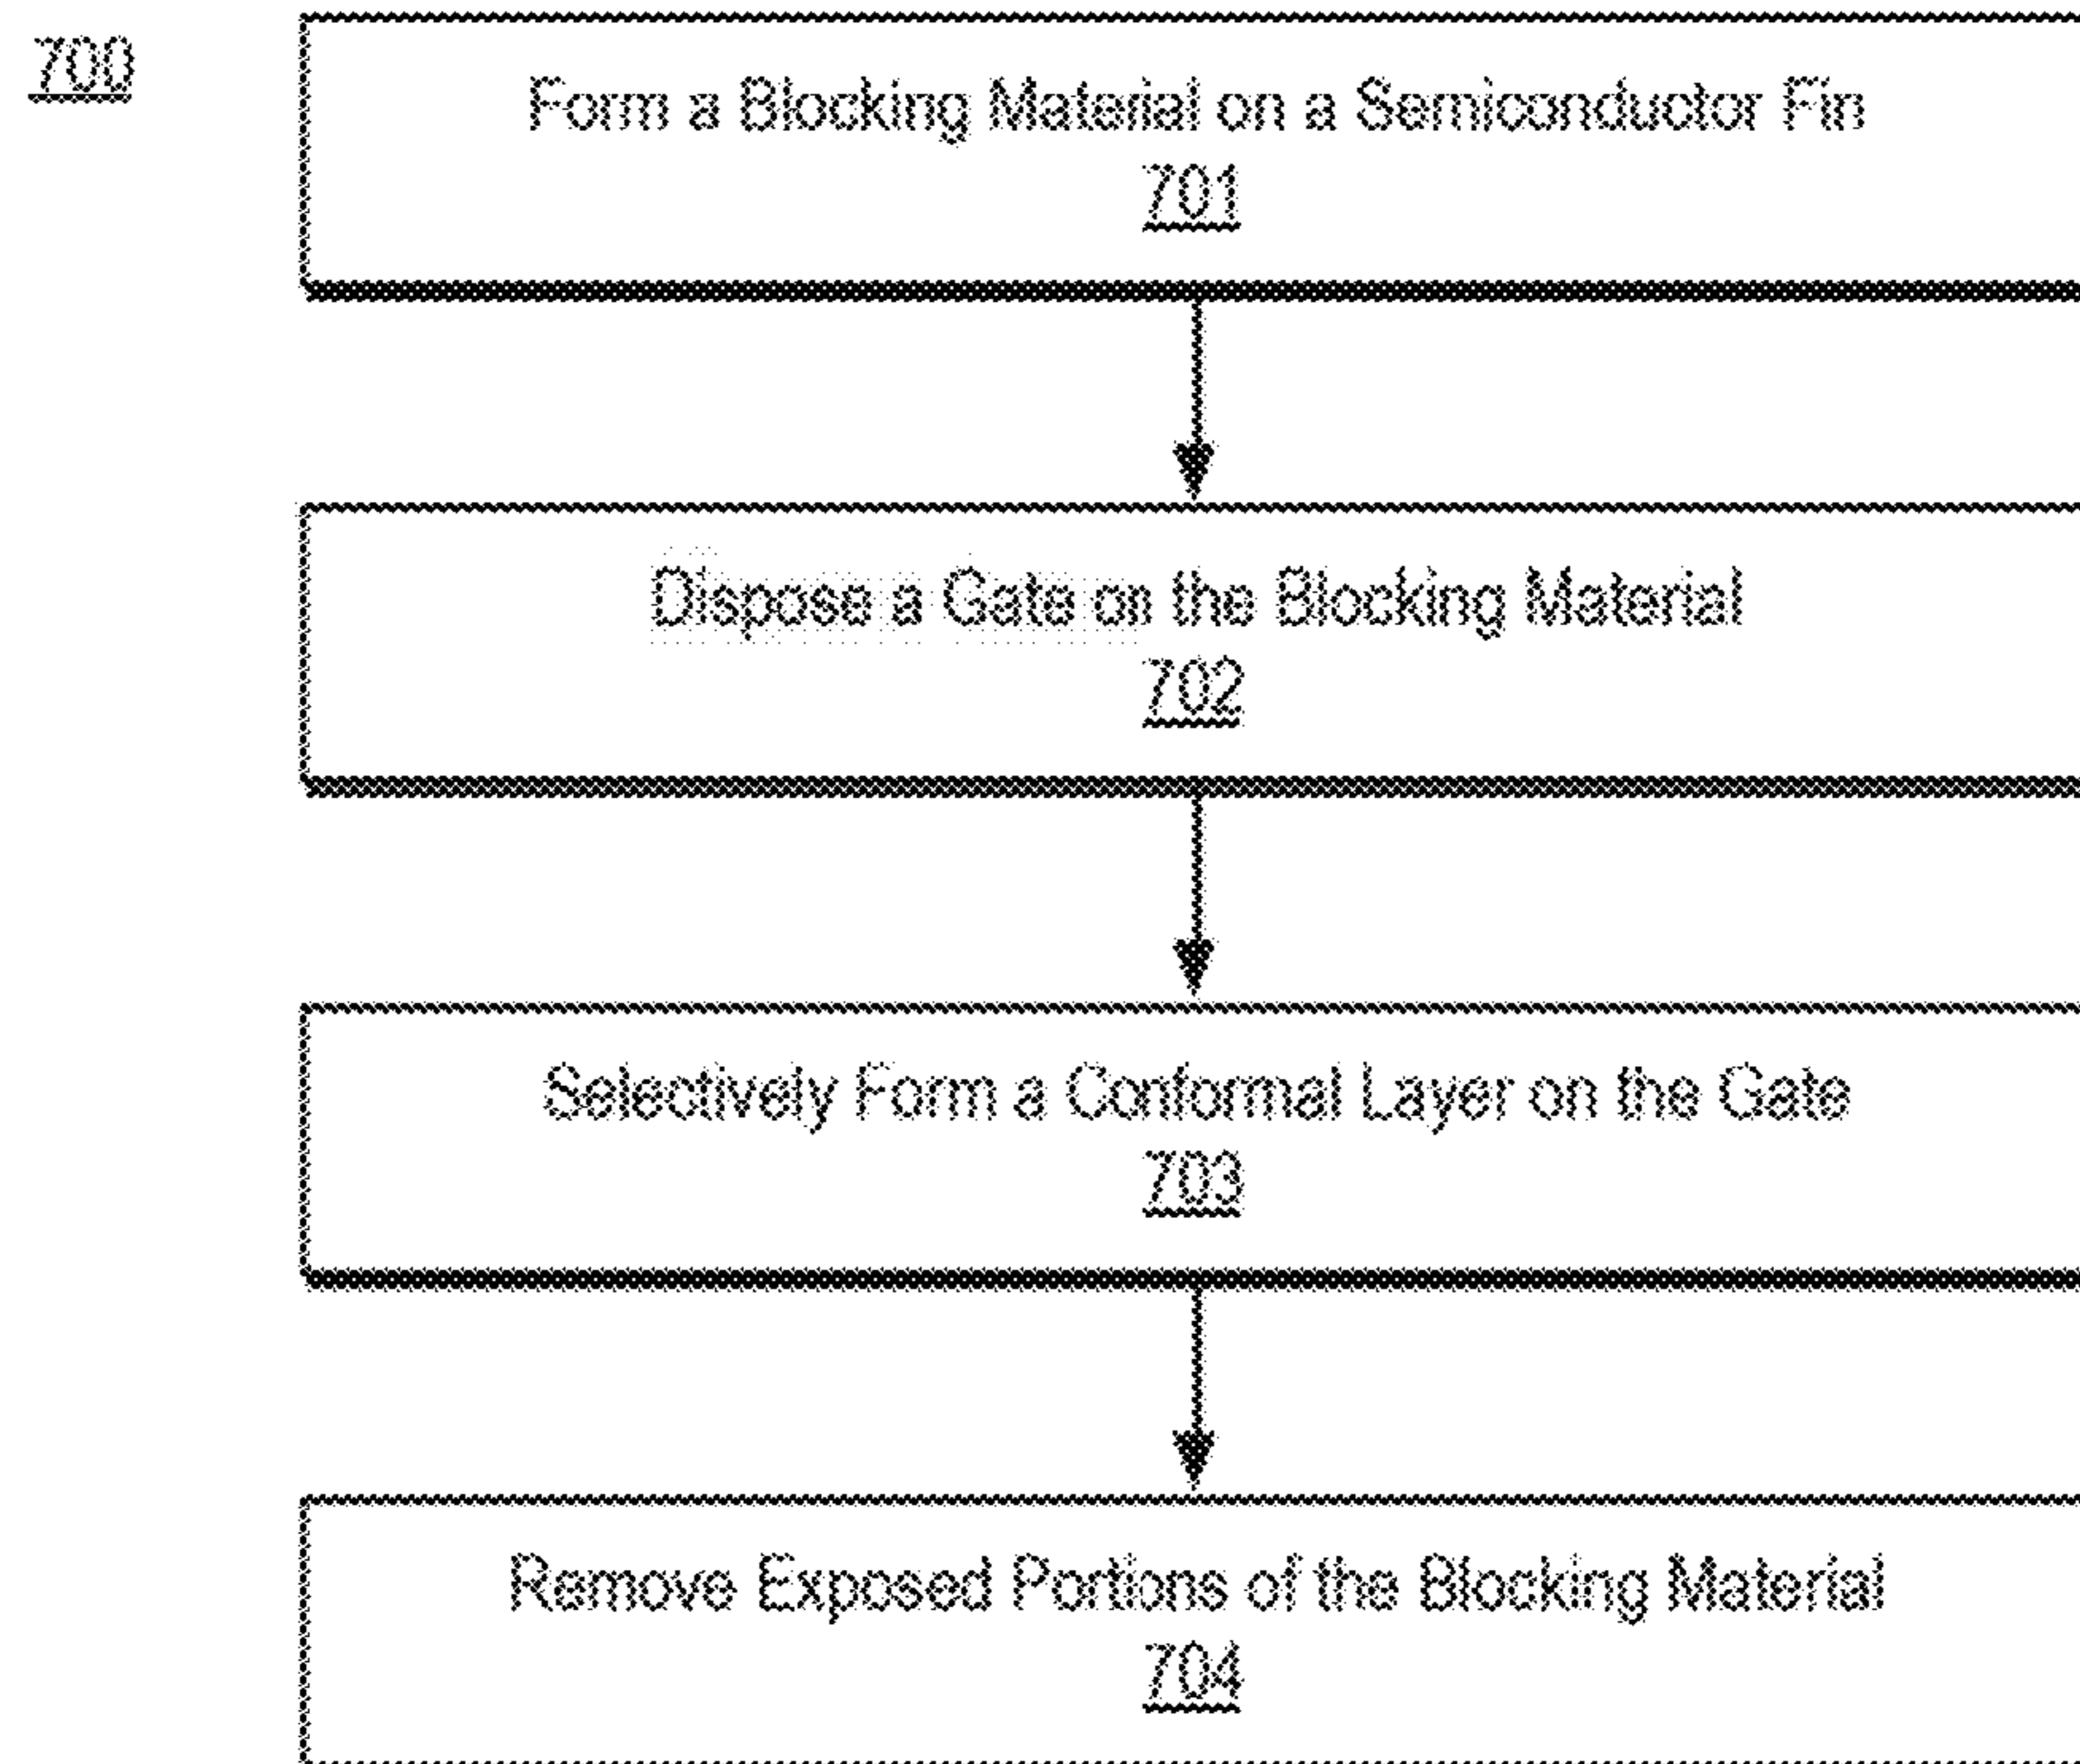 700
Form a Blocking Material on a Semiconductor Fin
701
Dispose a Gate on the Blocking Material
702
Selectively Form a Conformal Layer on the Gate
703
Remove Exposed Portions of the Blocking Material
704